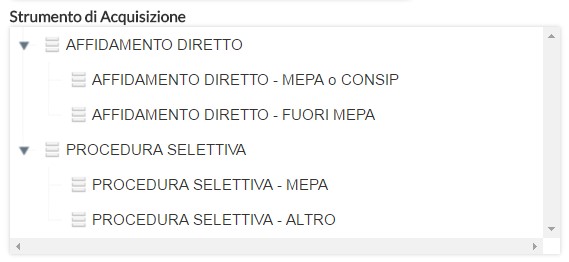 Strumento di Acquisizione
AFFIDAMENTO DIRETTO
AFFIDAMENTO DIRETTO - MEPA o CONSIP
AFFIDAMENTO DIRETTO - FUORI MEPA
PROCEDURA SELETTIVA
PROCEDURA SELETTIVA - MEPA
PROCEDURA SELETTIVA - ALTRO